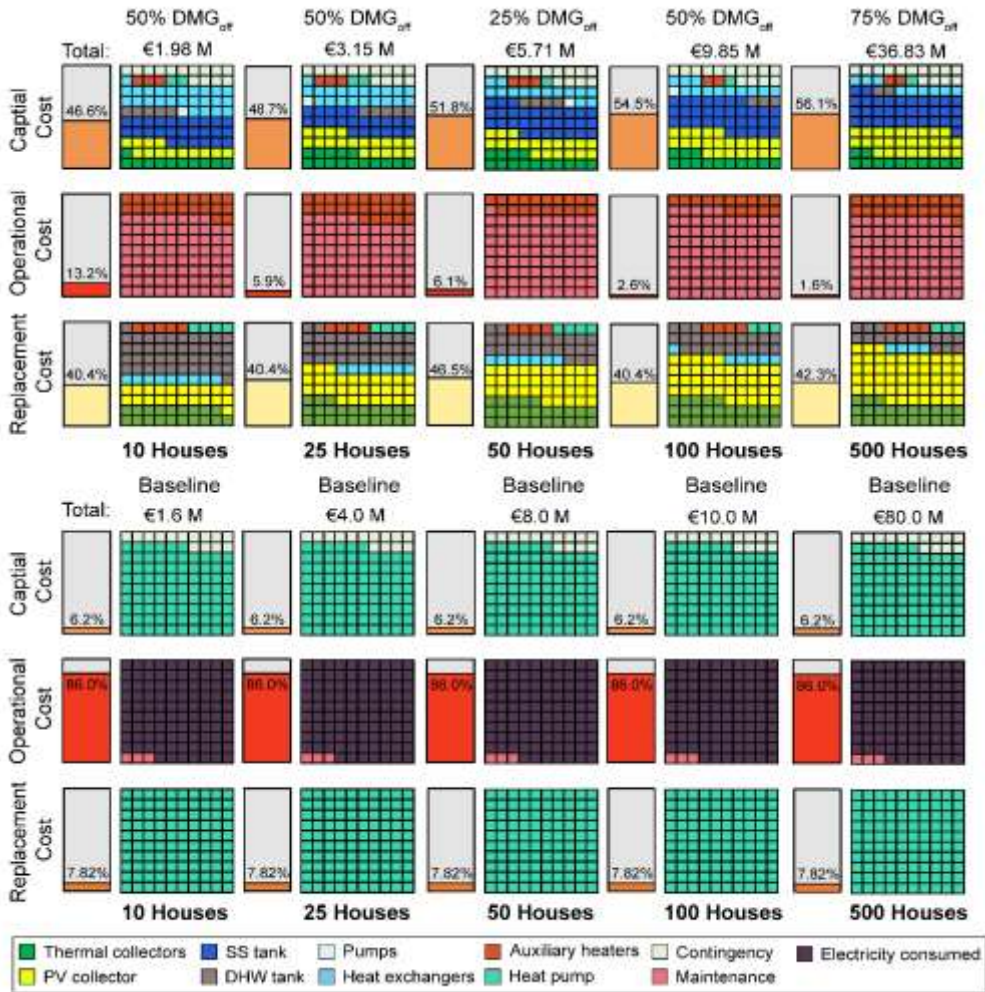 50% DMGoff 50% DMGoff 25% DMGoff 50% DMGoff 75% DMGoff
Total: €1.98 M €3.15 M €5.71 M €9.85 M €36.83 M
Captial Cost
46.6% 48.7% 51.8% 54.5% 56.1%
Operational Cost
13.2% 5.9% 6.1% 2.6% 1.6%
Replacement Cost
40.4% 40.4% 46.5% 40.4% 42.3%
10 Houses 25 Houses 50 Houses 100 Houses 500 Houses
Baseline Baseline Baseline Baseline Baseline
Total: €1.6 M €4.0 M €8.0 M €10.0 M €80.0 M
Captial Cost
6.2% 6.2% 6.2% 6.2% 6.2%
Operational Cost
86.0% 86.0% 86.0% 86.0% 86.0%
Replacement Cost
7.82% 7.82% 7.82% 7.82% 7.82%
10 Houses 25 Houses 50 Houses 100 Houses 500 Houses
Thermal collectors SS tank Pumps Auxiliary heaters Contingency Electricity consumed
PV collector DHW tank Heat exchangers Heat pump Maintenance